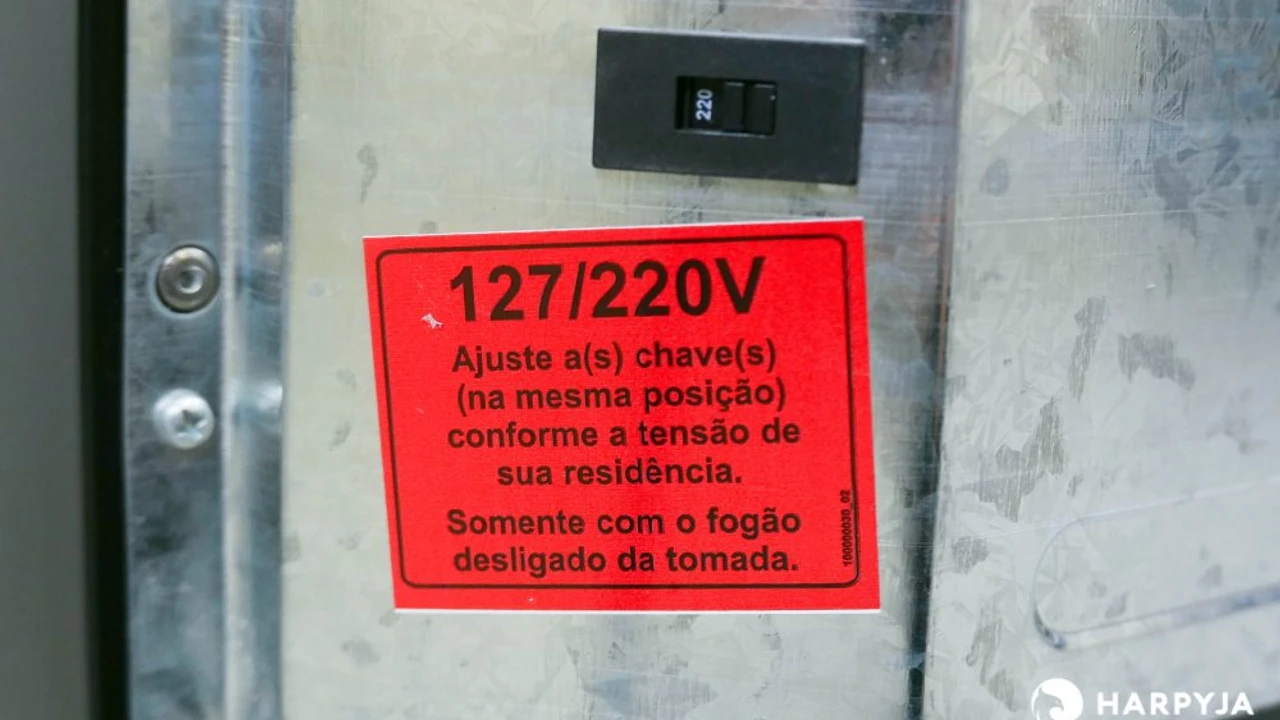 220
127/220V
Ajuste a(s) chave(s)
(na mesma posição)
conforme a tensão de
sua residência.
Somente com o fogão
desligado da tomada.
100000030_02
HARPYJA